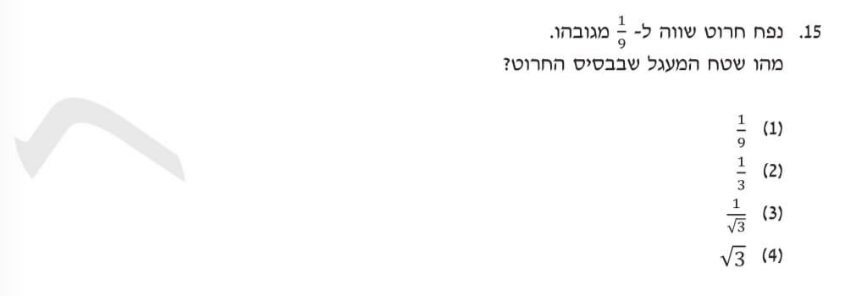 15. נפח חרוט שווה ל- $\frac{1}{9}$ מגובהו.
מהו שטח המעגל שבבסיס החרוט?
(1) $\frac{1}{9}$
(2) $\frac{1}{3}$
(3) $\frac{1}{\sqrt{3}}$
(4) $\sqrt{3}$